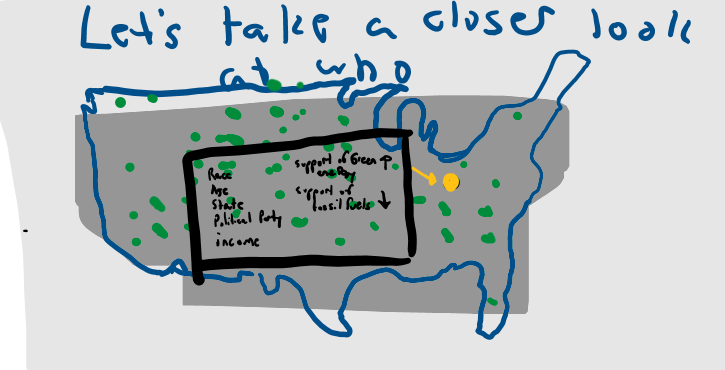 Let's take a closer look
at who
Race
Age
State
Political Party
income
support of Green
energy
support of
fossil fuels